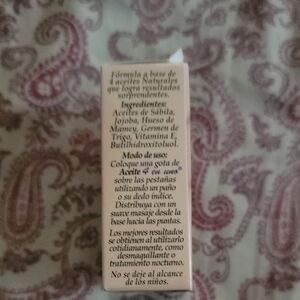 Fórmula a base de
4 aceites Naturales
que logra resultados
sorprendentes.
Ingredientes:
Aceites de Sábila,
Jojoba, Hueso de
Mamey, Germen de
Trigo, Vitamina E,
Butilhidroxitoluol.
Modo de uso:
Coloque una gota de
Aceite 4 en uno®
sobre las pestañas
utilizando un paño
o su dedo índice.
Distribuya con un
suave masaje desde la
base hacia las puntas.
Los mejores resultados
se obtienen al utilizarlo
cotidianamente, como
desmaquillante o
tratamiento nocturno.
No se deje al alcance
de los niños.